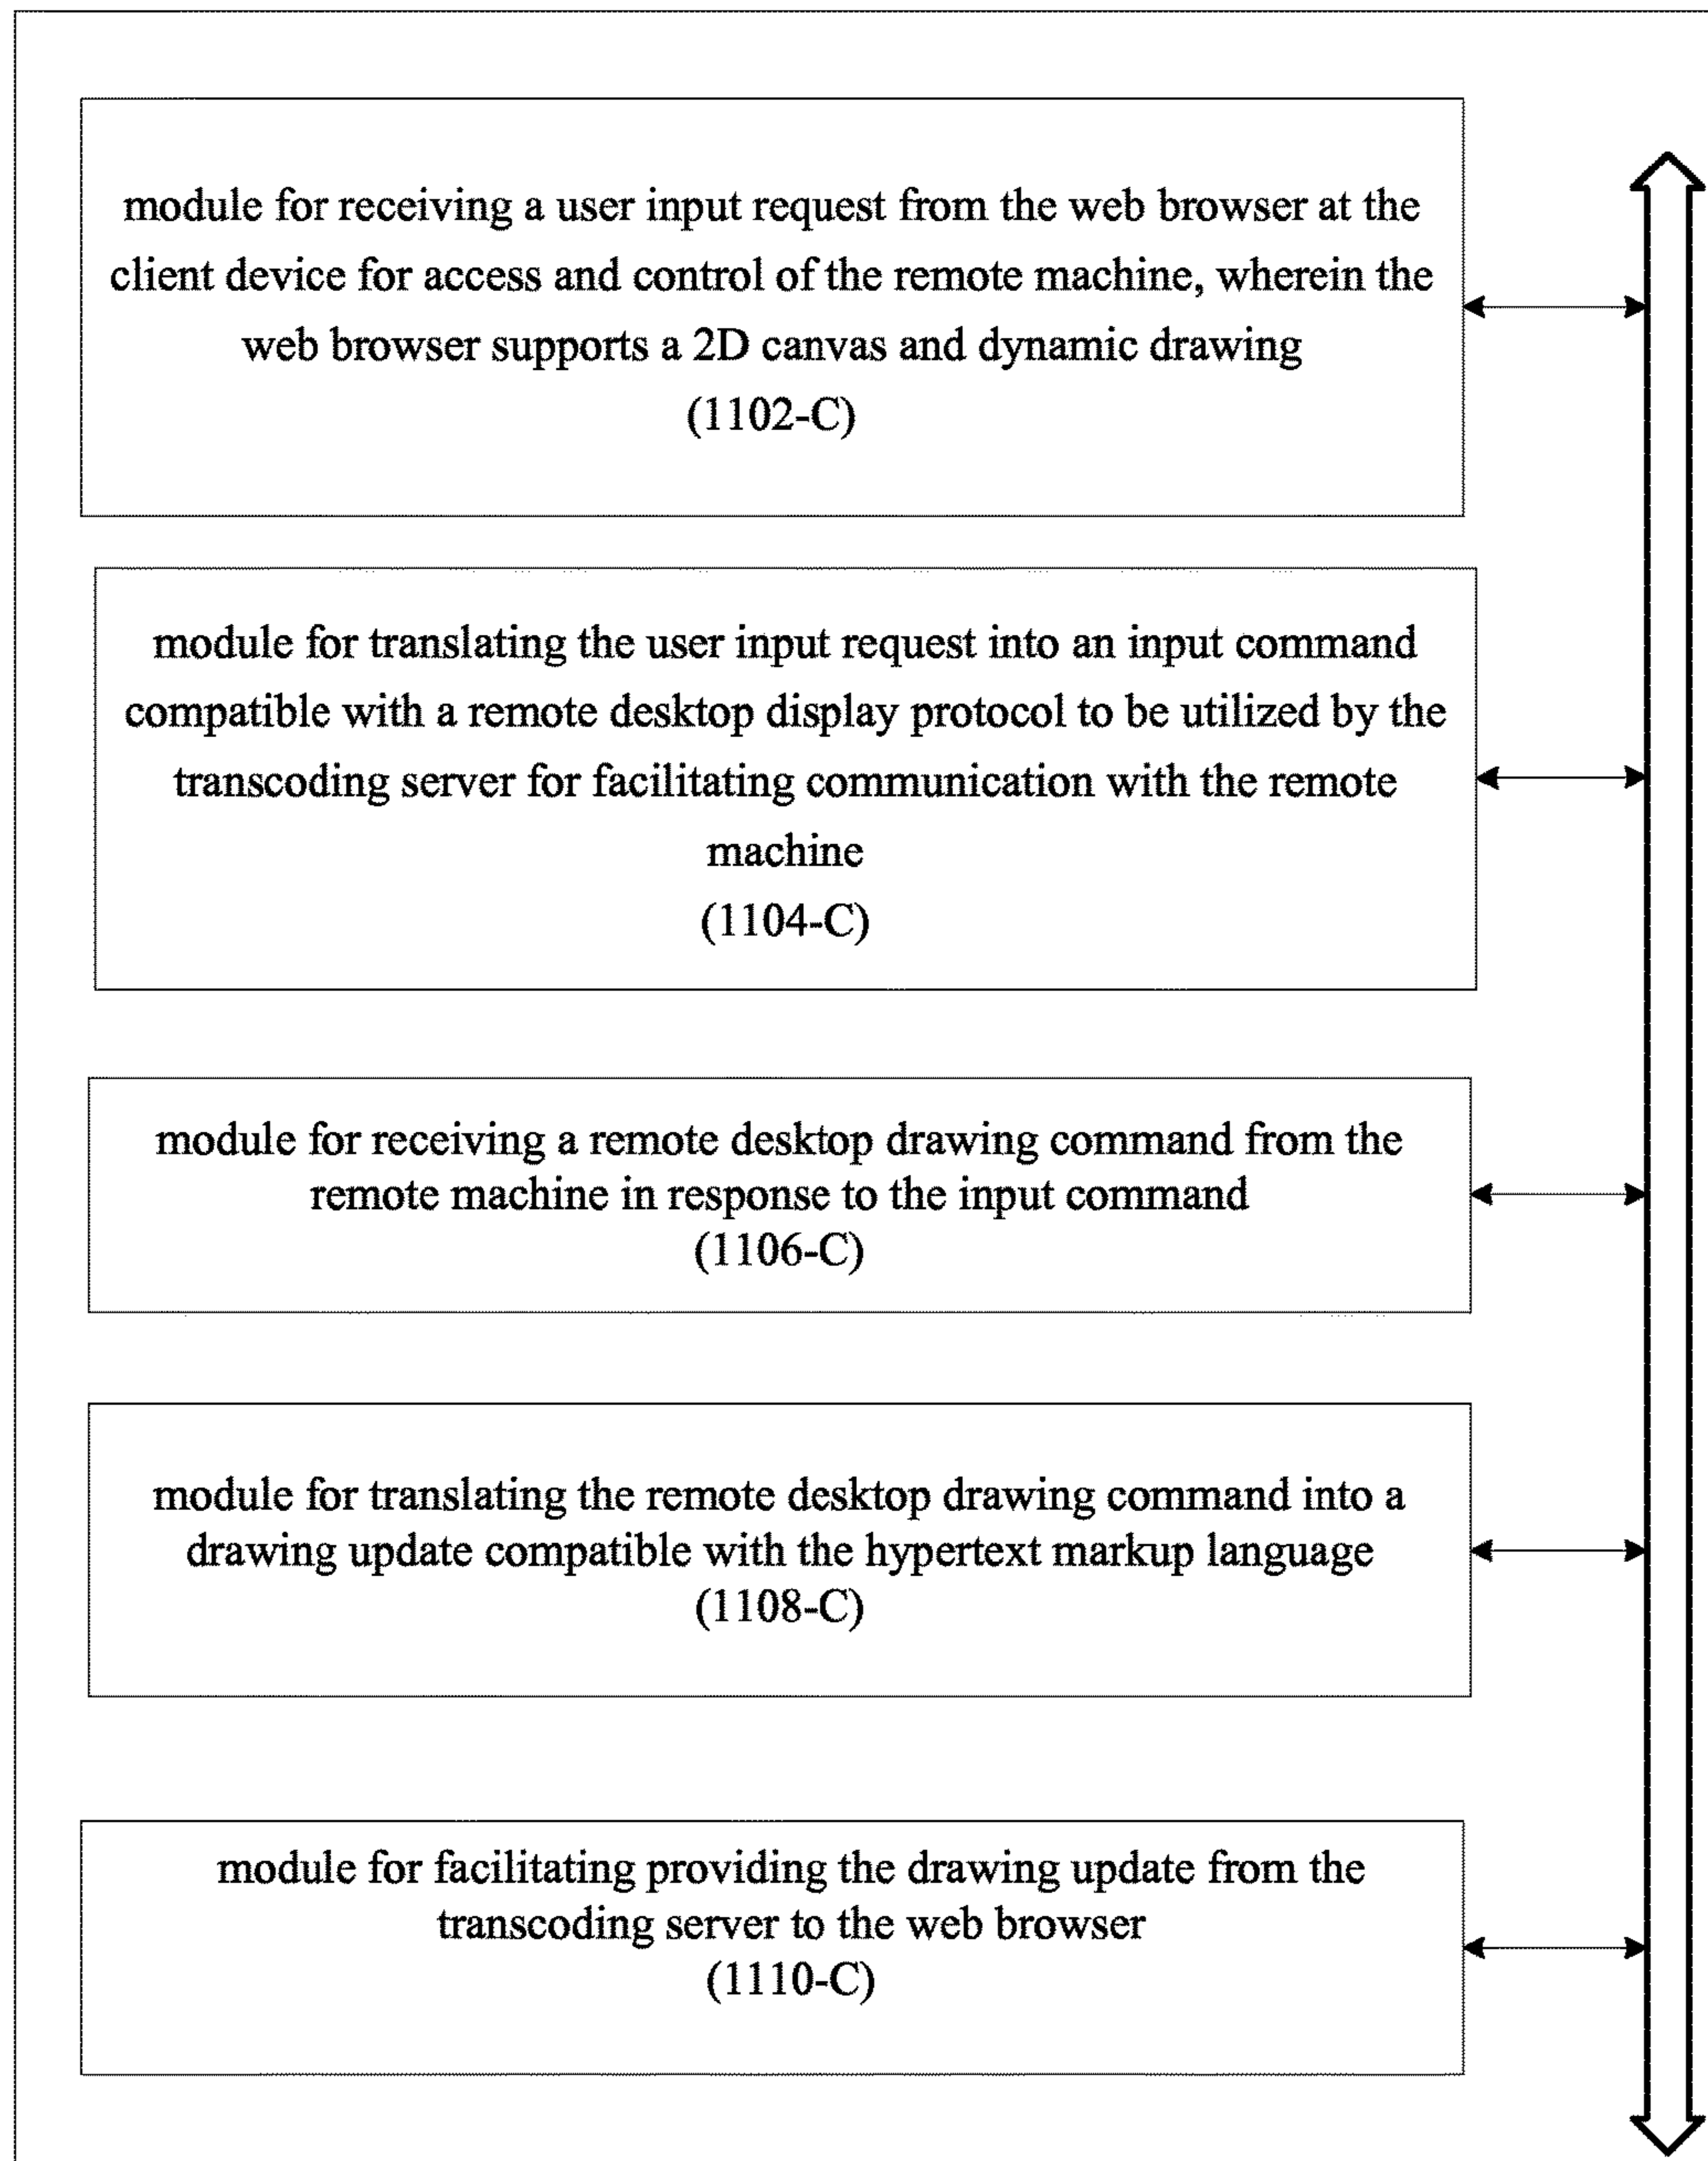 module for receiving a user input request from the web browser at the
client device for access and control of the remote machine, wherein the
web browser supports a 2D canvas and dynamic drawing
(1102-C)
module for translating the user input request into an input command
compatible with a remote desktop display protocol to be utilized by the
transcoding server for facilitating communication with the remote
machine
(1104-C)
module for receiving a remote desktop drawing command from the
remote machine in response to the input command
(1106-C)
module for translating the remote desktop drawing command into a
drawing update compatible with the hypertext markup language
(1108-C)
module for facilitating providing the drawing update from the
transcoding server to the web browser
(1110-C)